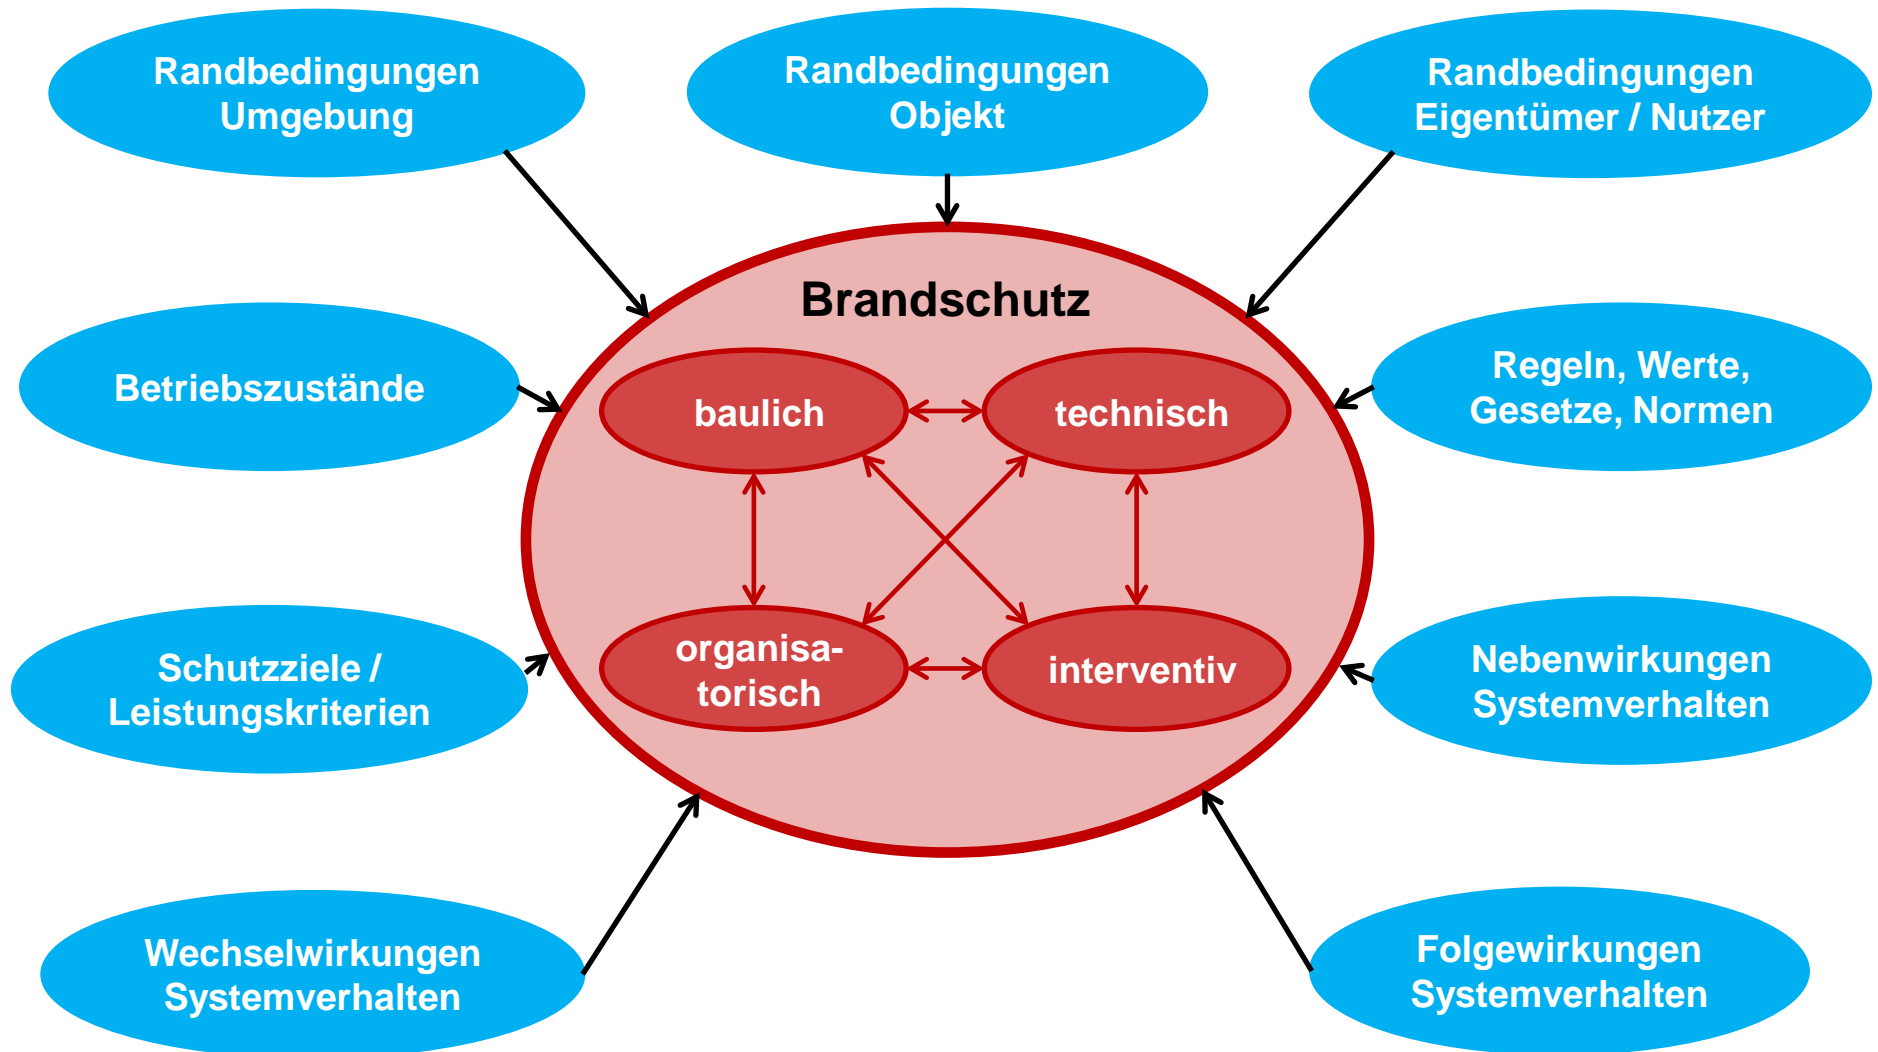 Randbedingungen
Umgebung
Randbedingungen
Objekt
Randbedingungen
Eigentümer / Nutzer
Brandschutz
Betriebszustände
baulich
technisch
Regeln, Werte,
Gesetze, Normen
Schutzziele /
Leistungskriterien
organisa-
torisch
interventiv
Nebenwirkungen
Systemverhalten
Wechselwirkungen
Systemverhalten
Folgewirkungen
Systemverhalten